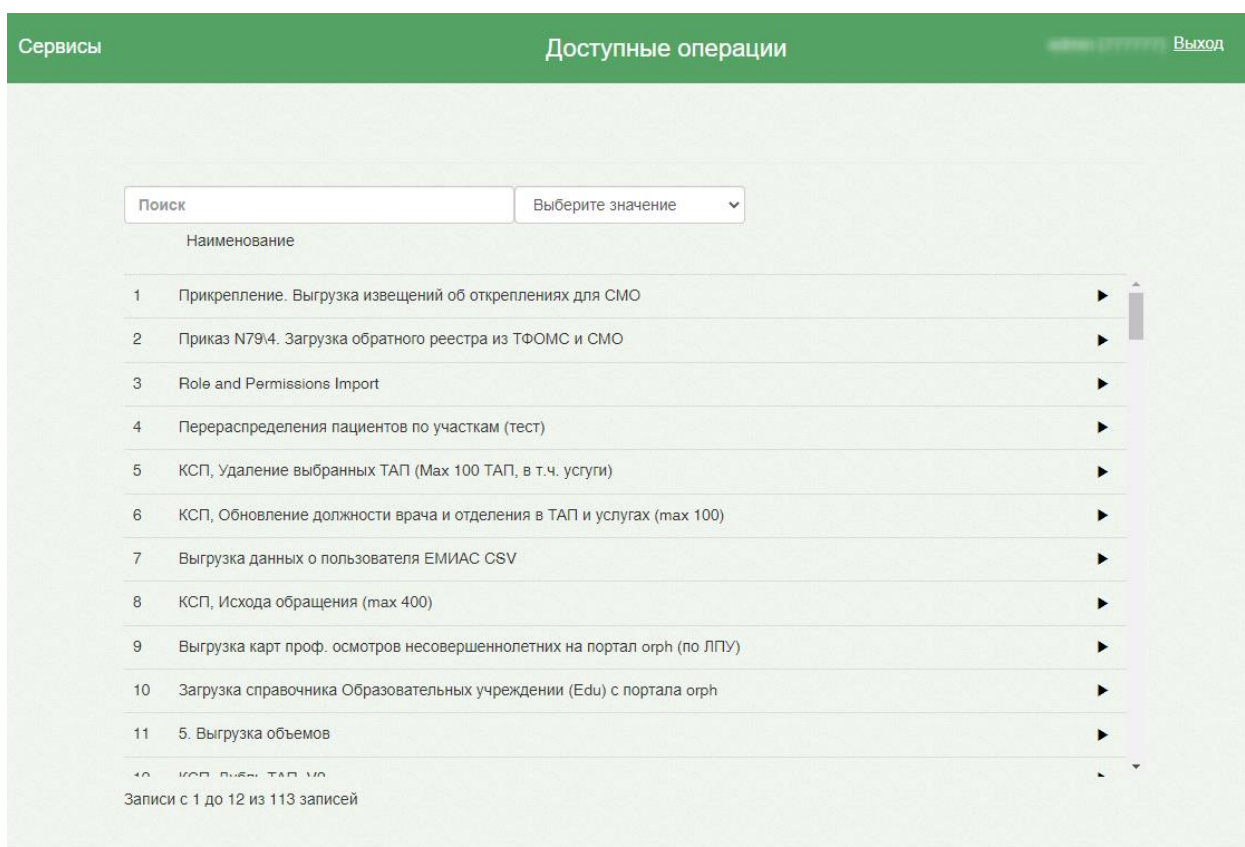 Сервисы
Доступные операции
Выход
Поиск
Выберите значение
Наименование
1 Прикрепление. Выгрузка извещений об откреплениях для СМО
2 Приказ N79\4. Загрузка обратного реестра из ТФОМС и СМО
3 Role and Permissions Import
4 Перераспределения пациентов по участкам (тест)
5 КСП, Удаление выбранных ТАП (Max 100 ТАП, в т.ч. усгуги)
6 КСП, Обновление должности врача и отделения в ТАП и услугах (max 100)
7 Выгрузка данных о пользователя ЕМИАС CSV
8 КСП, Исхода обращения (max 400)
9 Выгрузка карт проф. осмотров несовершеннолетних на портал orph (по ЛПУ)
10 Загрузка справочника Образовательных учреждении (Edu) с портала orph
11 5. Выгрузка объемов
Записи с 1 до 12 из 113 записей